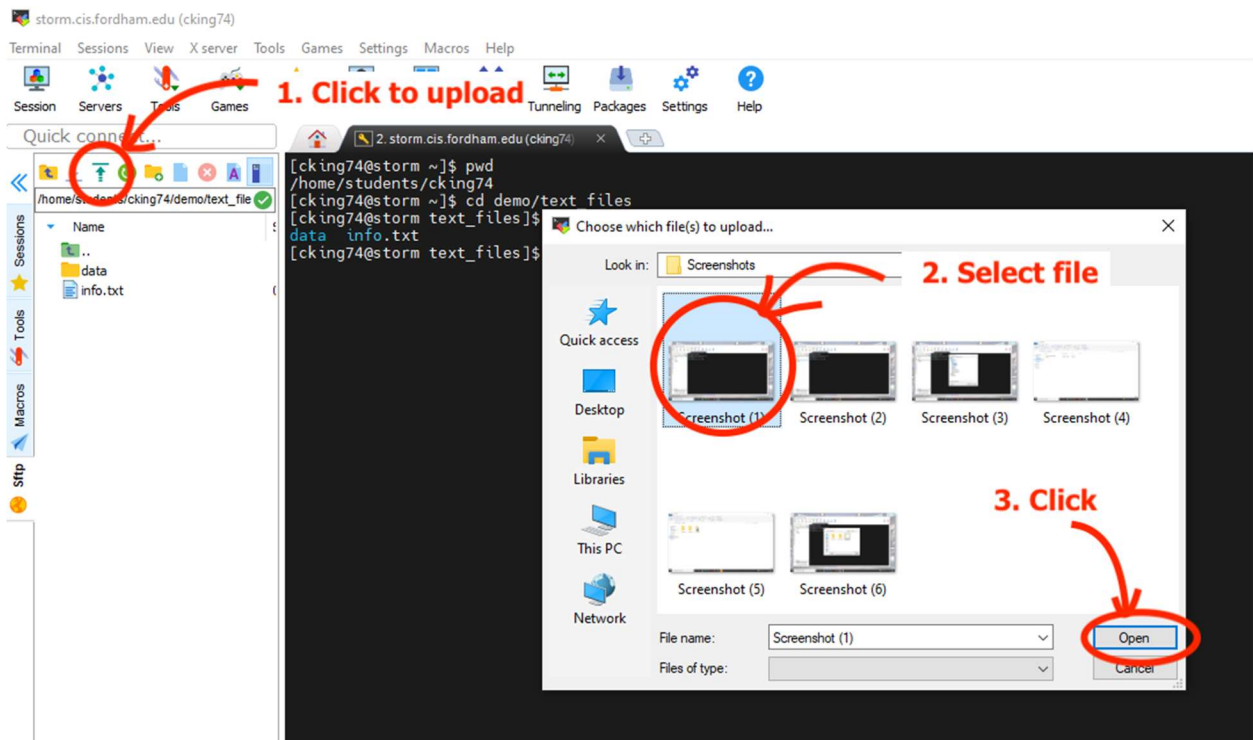 storm.cis.fordham.edu (cking74)
Terminal Sessions View X server Tools Games Settings Macros Help
1. Click to upload
Session Servers Tools Games Tunneling Packages Settings Help
Quick connect...
2. storm.cis.fordham.edu (cking74)
/home/students/cking74/demo/text_file
Name
..
data
info.txt
Sessions
Tools
Macros
Sftp
[cking74@storm ~]$ pwd
/home/students/cking74
[cking74@storm ~]$ cd demo/text_files
[cking74@storm text_files]$
data info.txt
[cking74@storm text_files]$
Choose which file(s) to upload...
Look in: Screenshots
2. Select file
Quick access
Desktop
Libraries
This PC
Network
Screenshot (1) Screenshot (2) Screenshot (3) Screenshot (4)
Screenshot (5) Screenshot (6)
3. Click
File name: Screenshot (1) Open
Files of type: Cancel